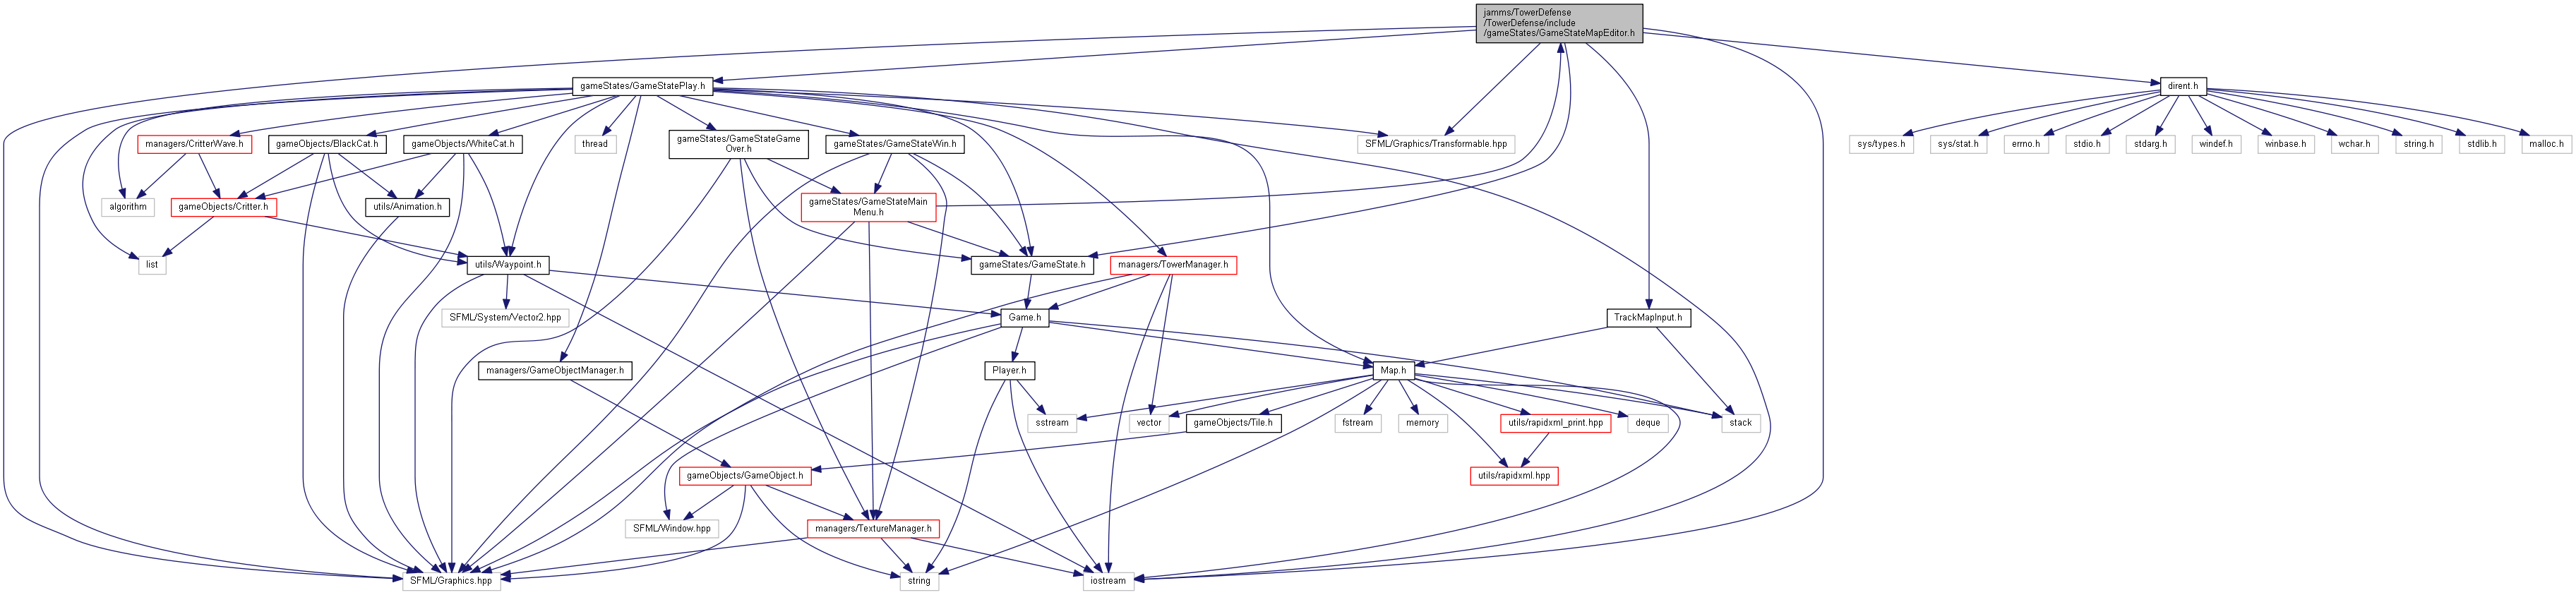 jamms/TowerDefense
/TowerDefense/include
/gameStates/GameStateMapEditor.h
gameStates/GameStatePlay.h
dirent.h
managers/CritterWave.h
gameObjects/BlackCat.h
gameObjects/WhiteCat.h
thread
gameStates/GameStateGame
Over.h
gameStates/GameStateWin.h
SFML/Graphics/Transformable.hpp
sys/types.h
sys/stat.h
errno.h
stdio.h
stdarg.h
windef.h
winbase.h
wchar.h
string.h
stdlib.h
malloc.h
algorithm
gameObjects/Critter.h
utils/Animation.h
gameStates/GameStateMain
Menu.h
list
utils/Waypoint.h
gameStates/GameState.h
managers/TowerManager.h
SFML/System/Vector2.hpp
Game.h
TrackMapInput.h
managers/GameObjectManager.h
Player.h
Map.h
sstream
vector
gameObjects/Tile.h
fstream
memory
utils/rapidxml_print.hpp
deque
stack
gameObjects/GameObject.h
utils/rapidxml.hpp
SFML/Window.hpp
managers/TextureManager.h
SFML/Graphics.hpp
string
iostream